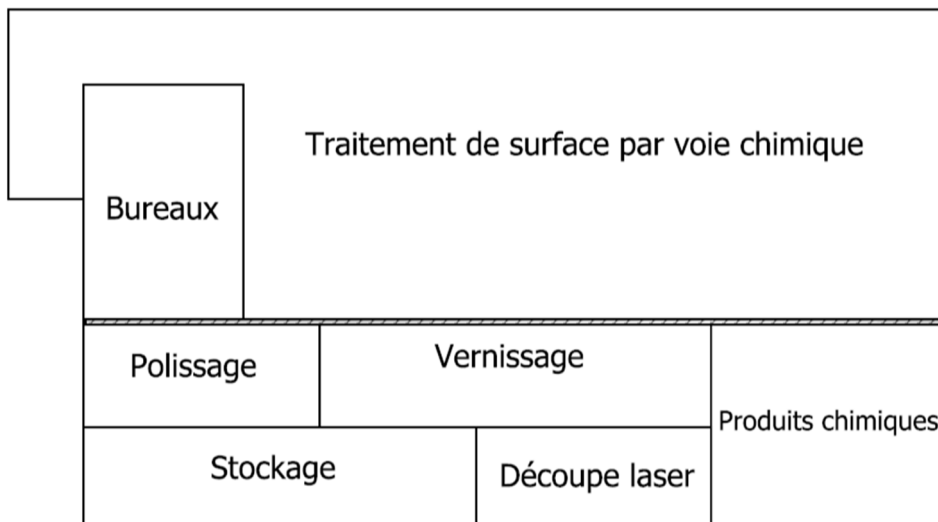 Traitement de surface par voie chimique
Bureaux
Polissage
Vernissage
Produits chimiques
Stockage
Découpe laser